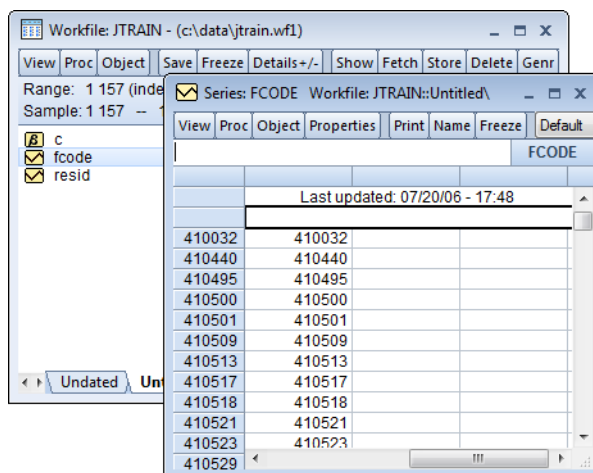 Workfile: JTRAIN - (c:\data\jtrain.wf1)
View Proc Object Save Freeze Details+/- Show Fetch Store Delete Genr
Range: 1 157 (inde
Sample: 1 157 --
c
fcode
resid
Undated Unt
Series: FCODE Workfile: JTRAIN::Untitled\
View Proc Object Properties Print Name Freeze Default
FCODE
Last updated: 07/20/06 - 17:48
410032 410032
410440 410440
410495 410495
410500 410500
410501 410501
410509 410509
410513 410513
410517 410517
410518 410518
410521 410521
410523 410523
410529